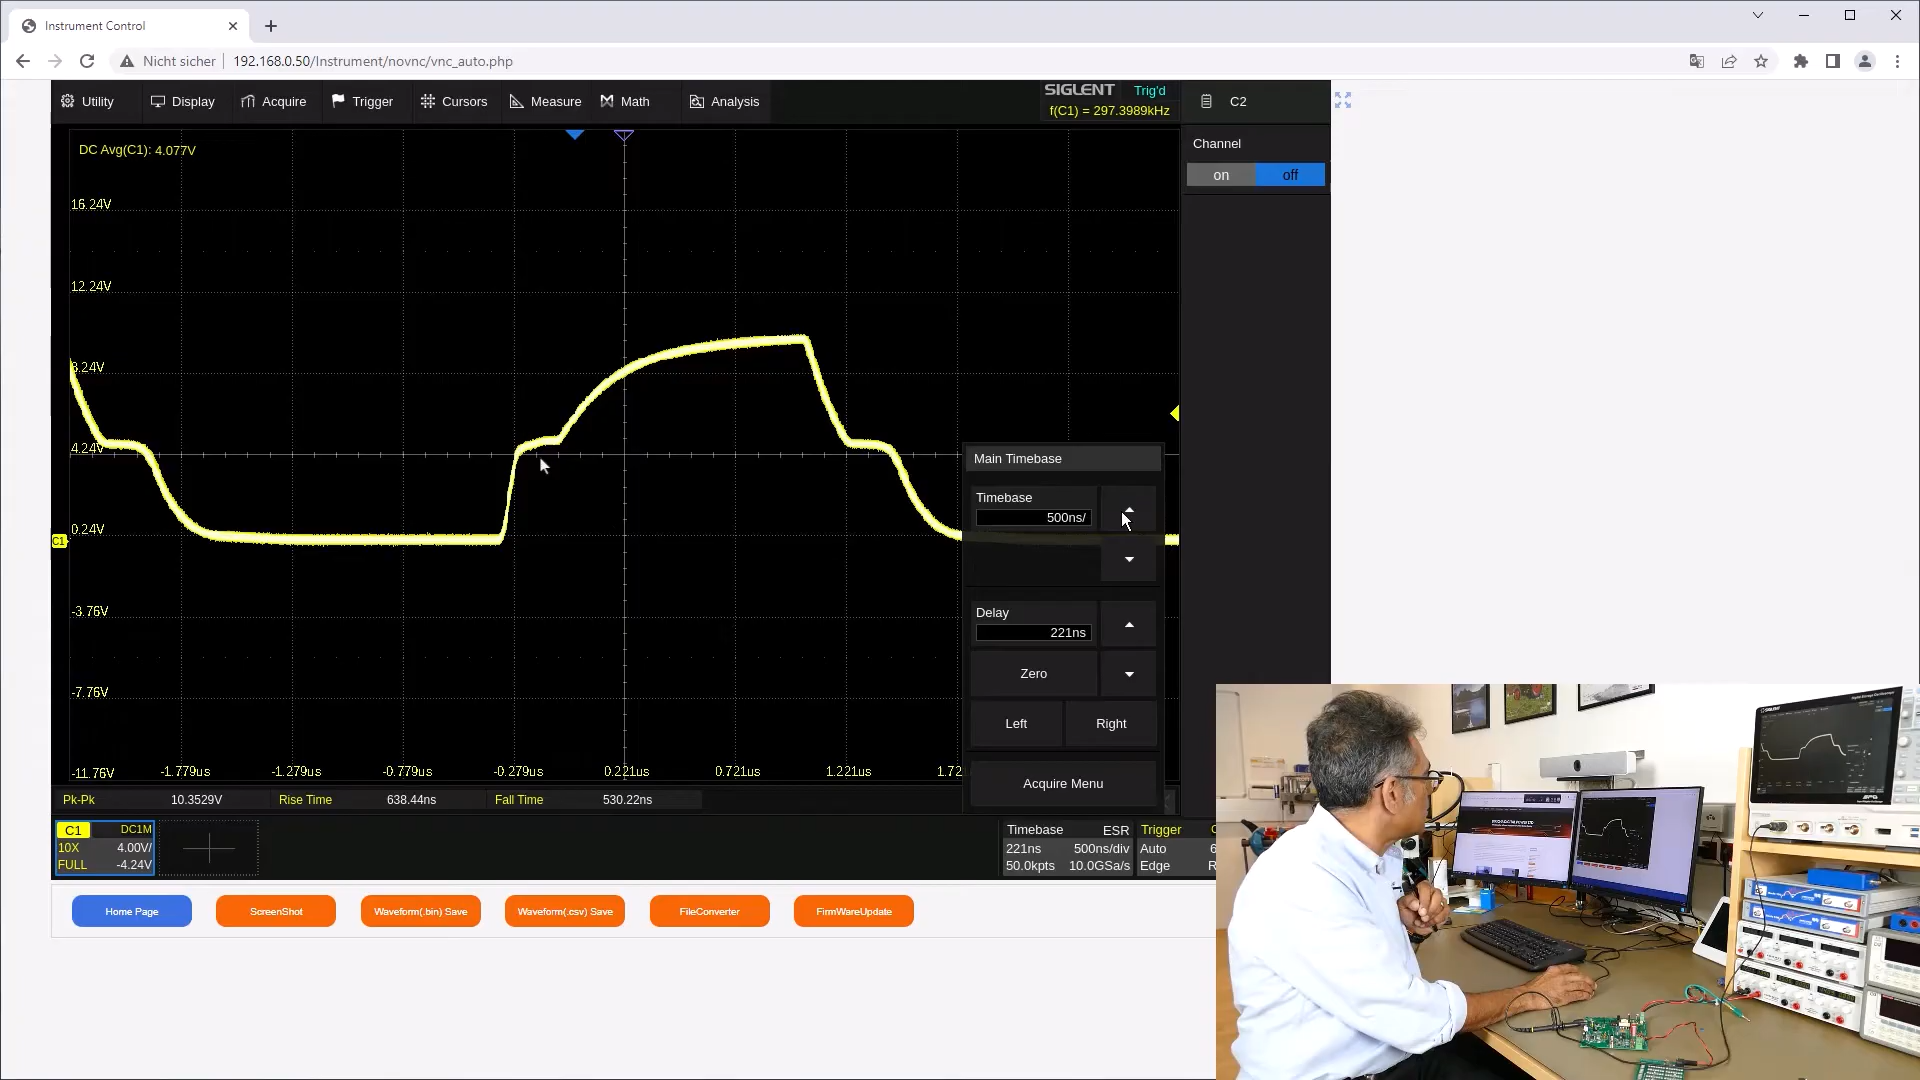 Instrument Control
Nicht sicher
192.168.0.50/Instrument/novnc/vnc_auto.php
Utility
Display
Acquire
Trigger
Cursors
Measure
Math
Analysis
SIGLENT
Trig'd
f(C1) = 297.3989kHz
C2
Channel
on
off
DC Avg(C1): 4.077V
16.24V
12.24V
8.24V
4.24V
0.24V
-3.76V
-7.76V
-11.76V
C1
-1.779us
-1.279us
-0.779us
-0.279us
0.221us
0.721us
1.221us
1.72
Main Timebase
Timebase
500ns/
Delay
221ns
Zero
Left
Right
Acquire Menu
Pk-Pk
10.3529V
Rise Time
638.44ns
Fall Time
530.22ns
C1
DC1M
10X
4.00V/
FULL
-4.24V
Timebase
ESR
221ns
500ns/div
50.0kpts
10.0GSa/s
Trigger
Auto
Edge
Home Page
ScreenShot
Waveform(.bin) Save
Waveform(.csv) Save
FileConverter
FirmWareUpdate
SIGLENT